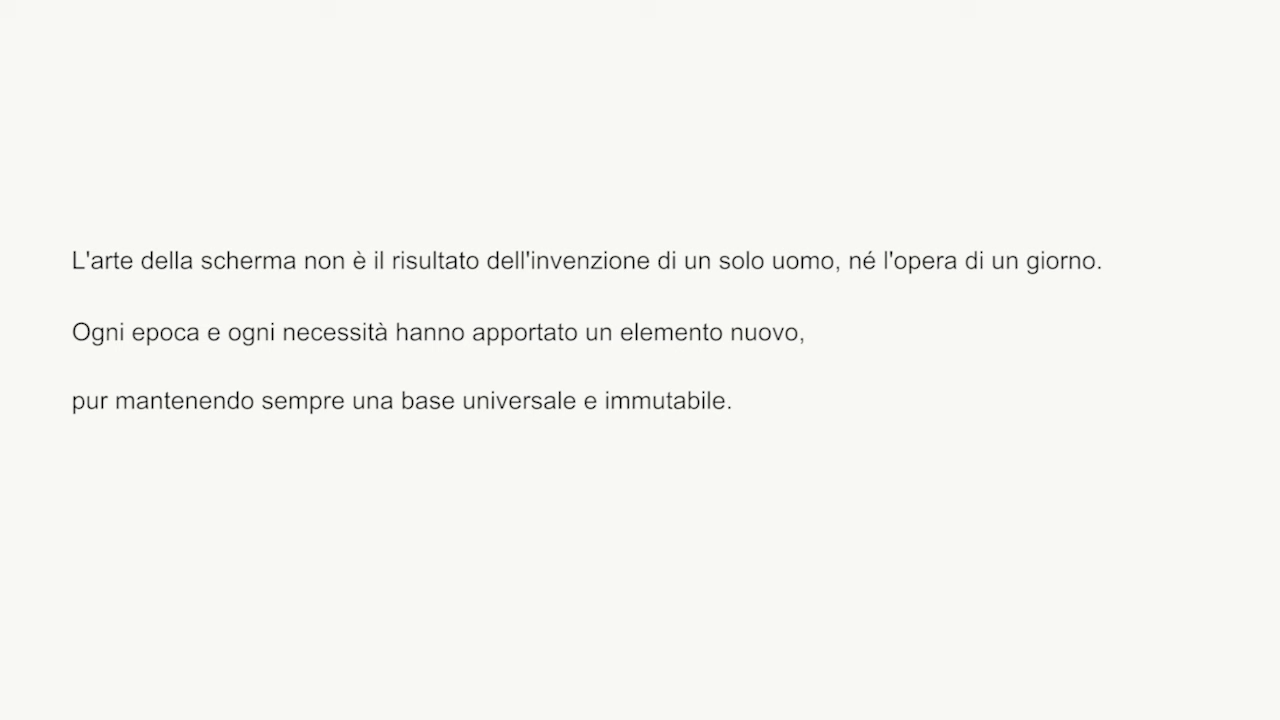 L'arte della scherma non è il risultato dell'invenzione di un solo uomo, né l'opera di un giorno.
Ogni epoca e ogni necessità hanno apportato un elemento nuovo,
pur mantenendo sempre una base universale e immutabile.